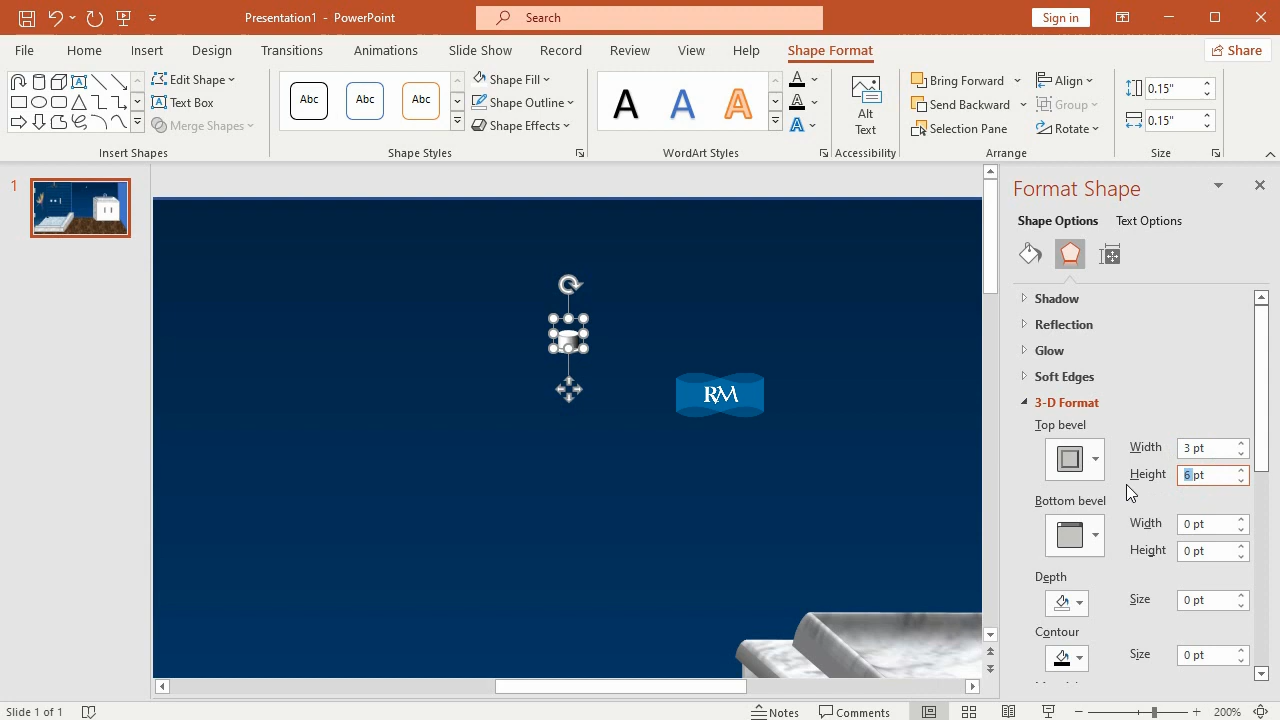 Presentation1 - PowerPoint
Search
Sign in
File Home Insert Design Transitions Animations Slide Show Record Review View Help Shape Format
Share
Edit Shape
Text Box
Merge Shapes
Insert Shapes
Abc Abc Abc
Shape Fill
Shape Outline
Shape Effects
Shape Styles
A A A
A
A
A
WordArt Styles
Alt
Text
Accessibility
Bring Forward
Send Backward
Selection Pane
Align
Group
Rotate
Arrange
0.15"
0.15"
Size
1
RM
Format Shape
Shape Options Text Options
Shadow
Reflection
Glow
Soft Edges
3-D Format
Top bevel
Width 3 pt
Height 6 pt
Bottom bevel
Width 0 pt
Height 0 pt
Depth
Size 0 pt
Contour
Size 0 pt
Slide 1 of 1
Notes
Comments
200%